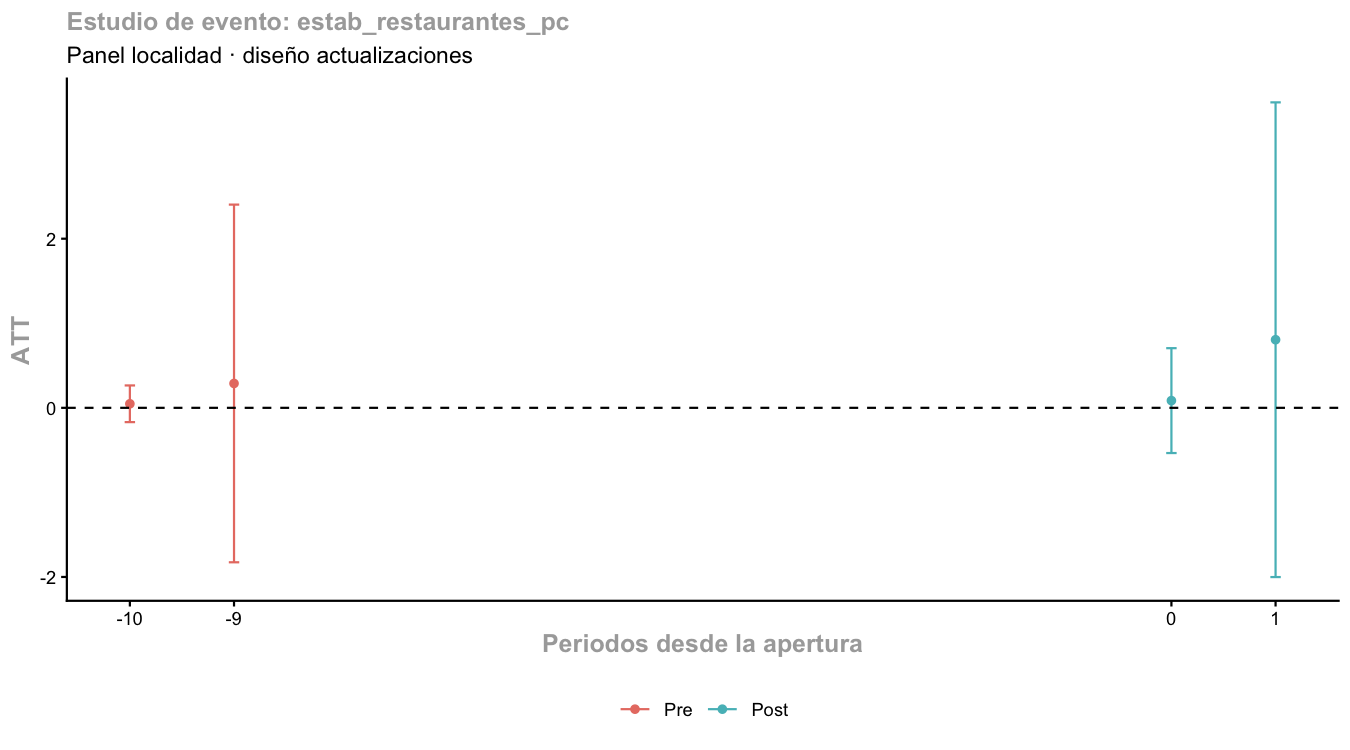 Estudio de evento: estab_restaurantes_pc
Panel localidad · diseño actualizaciones
ATT
2
0
-2
-10
-9
0
1
Periodos desde la apertura
Pre
Post